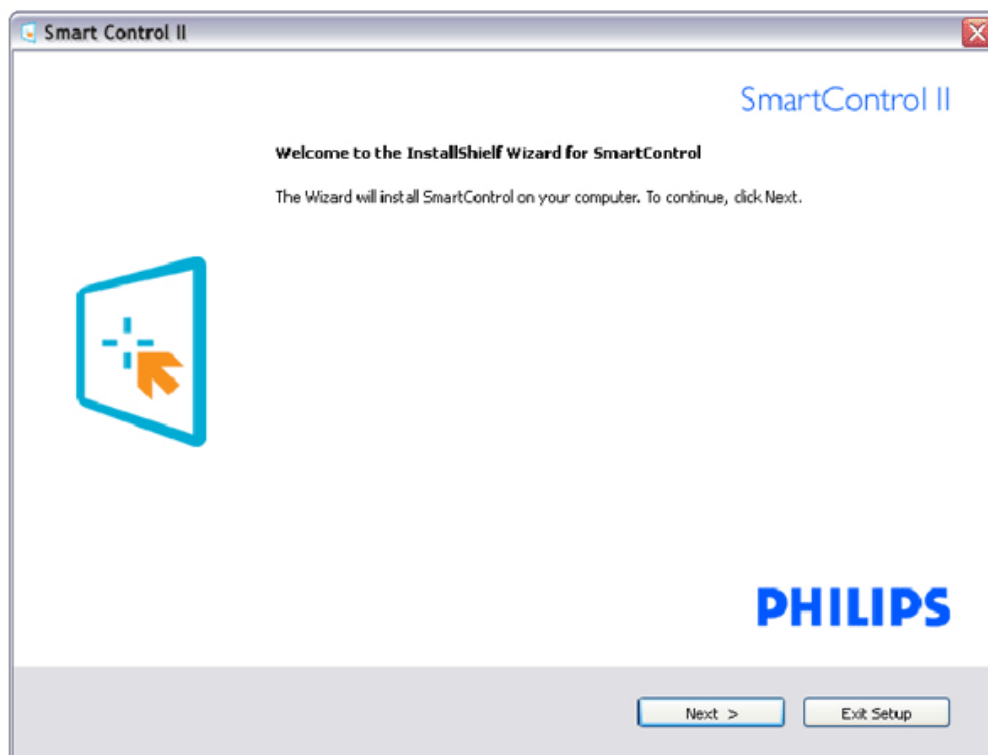 Smart Control II
SmartControl II
Welcome to the InstallShielf Wizard for SmartControl
The Wizard will install SmartControl on your computer. To continue, click Next.
PHILIPS
Next >
Exit Setup